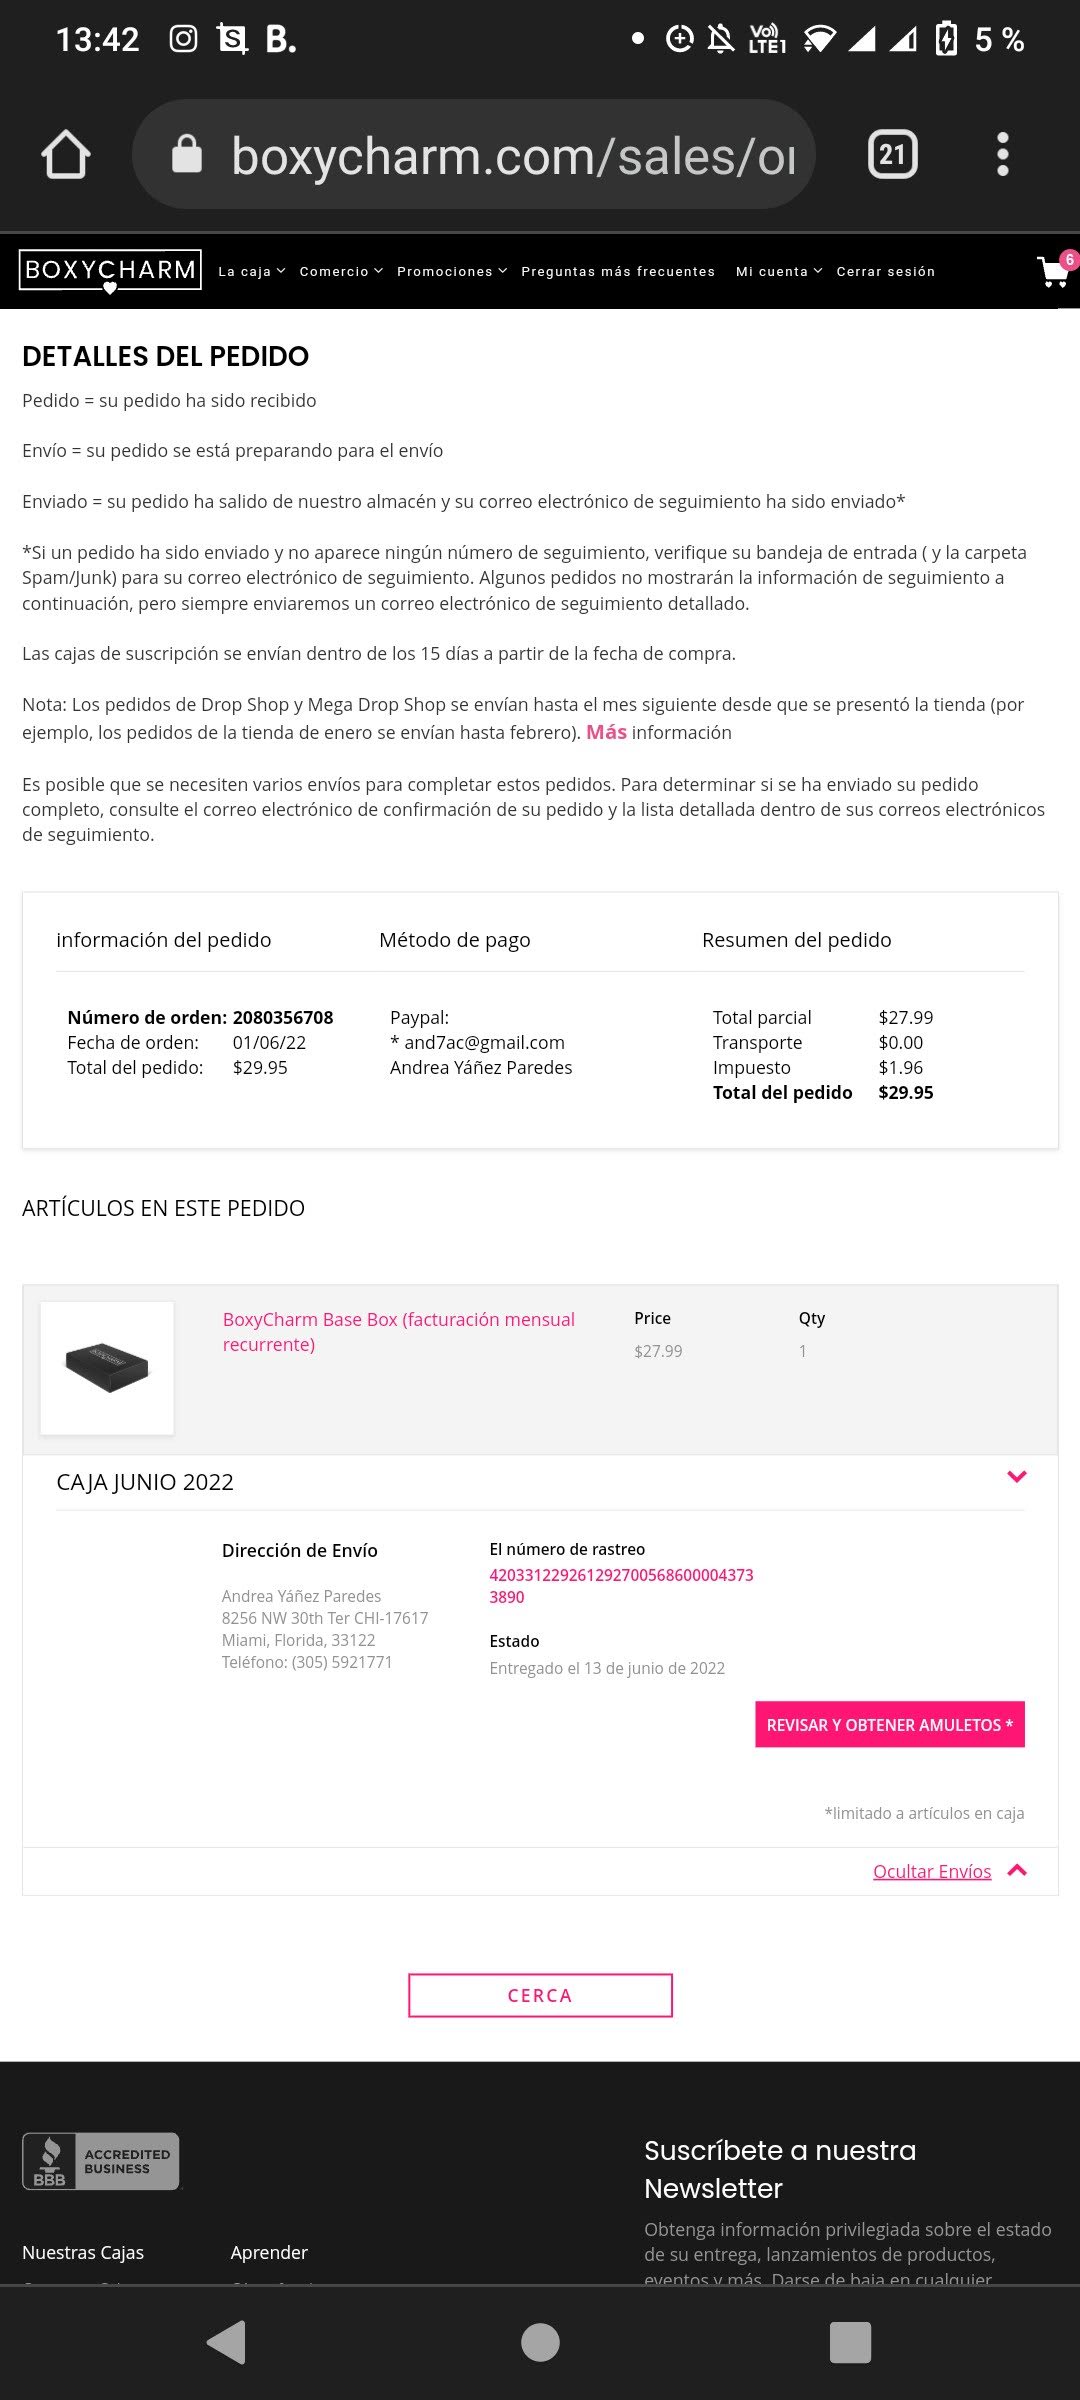 13:42 B. VoI) LTE1 5 %
boxycharm.com/sales/or
21
BOXYCHARM La caja Comercio Promociones Preguntas más frecuentes Mi cuenta Cerrar sesión 6
DETALLES DEL PEDIDO
Pedido = su pedido ha sido recibido
Envío = su pedido se está preparando para el envío
Enviado = su pedido ha salido de nuestro almacén y su correo electrónico de seguimiento ha sido enviado*
*Si un pedido ha sido enviado y no aparece ningún número de seguimiento, verifique su bandeja de entrada ( y la carpeta
Spam/Junk) para su correo electrónico de seguimiento. Algunos pedidos no mostrarán la información de seguimiento a
continuación, pero siempre enviaremos un correo electrónico de seguimiento detallado.
Las cajas de suscripción se envían dentro de los 15 días a partir de la fecha de compra.
Nota: Los pedidos de Drop Shop y Mega Drop Shop se envían hasta el mes siguiente desde que se presentó la tienda (por
ejemplo, los pedidos de la tienda de enero se envían hasta febrero). Más información
Es posible que se necesiten varios envíos para completar estos pedidos. Para determinar si se ha enviado su pedido
completo, consulte el correo electrónico de confirmación de su pedido y la lista detallada dentro de sus correos electrónicos
de seguimiento.
información del pedido
Número de orden: 2080356708
Fecha de orden: 01/06/22
Total del pedido: $29.95
Método de pago
Paypal:
* and7ac@gmail.com
Andrea Yáñez Paredes
Resumen del pedido
Total parcial $27.99
Transporte $0.00
Impuesto $1.96
Total del pedido $29.95
ARTÍCULOS EN ESTE PEDIDO
BOXYCHARM
BoxyCharm Base Box (facturación mensual
recurrente)
Price
$27.99
Qty
1
CAJA JUNIO 2022
Dirección de Envío
Andrea Yáñez Paredes
8256 NW 30th Ter CHI-17617
Miami, Florida, 33122
Teléfono: (305) 5921771
El número de rastreo
420331229261292700568600004373
3890
Estado
Entregado el 13 de junio de 2022
REVISAR Y OBTENER AMULETOS *
*limitado a artículos en caja
Ocultar Envíos
CERCA
BBB ACCREDITED
BUSINESS
Nuestras Cajas
Aprender
Suscríbete a nuestra
Newsletter
Obtenga información privilegiada sobre el estado
de su entrega, lanzamientos de productos,
eventos y más. Darse de baja en cualquier